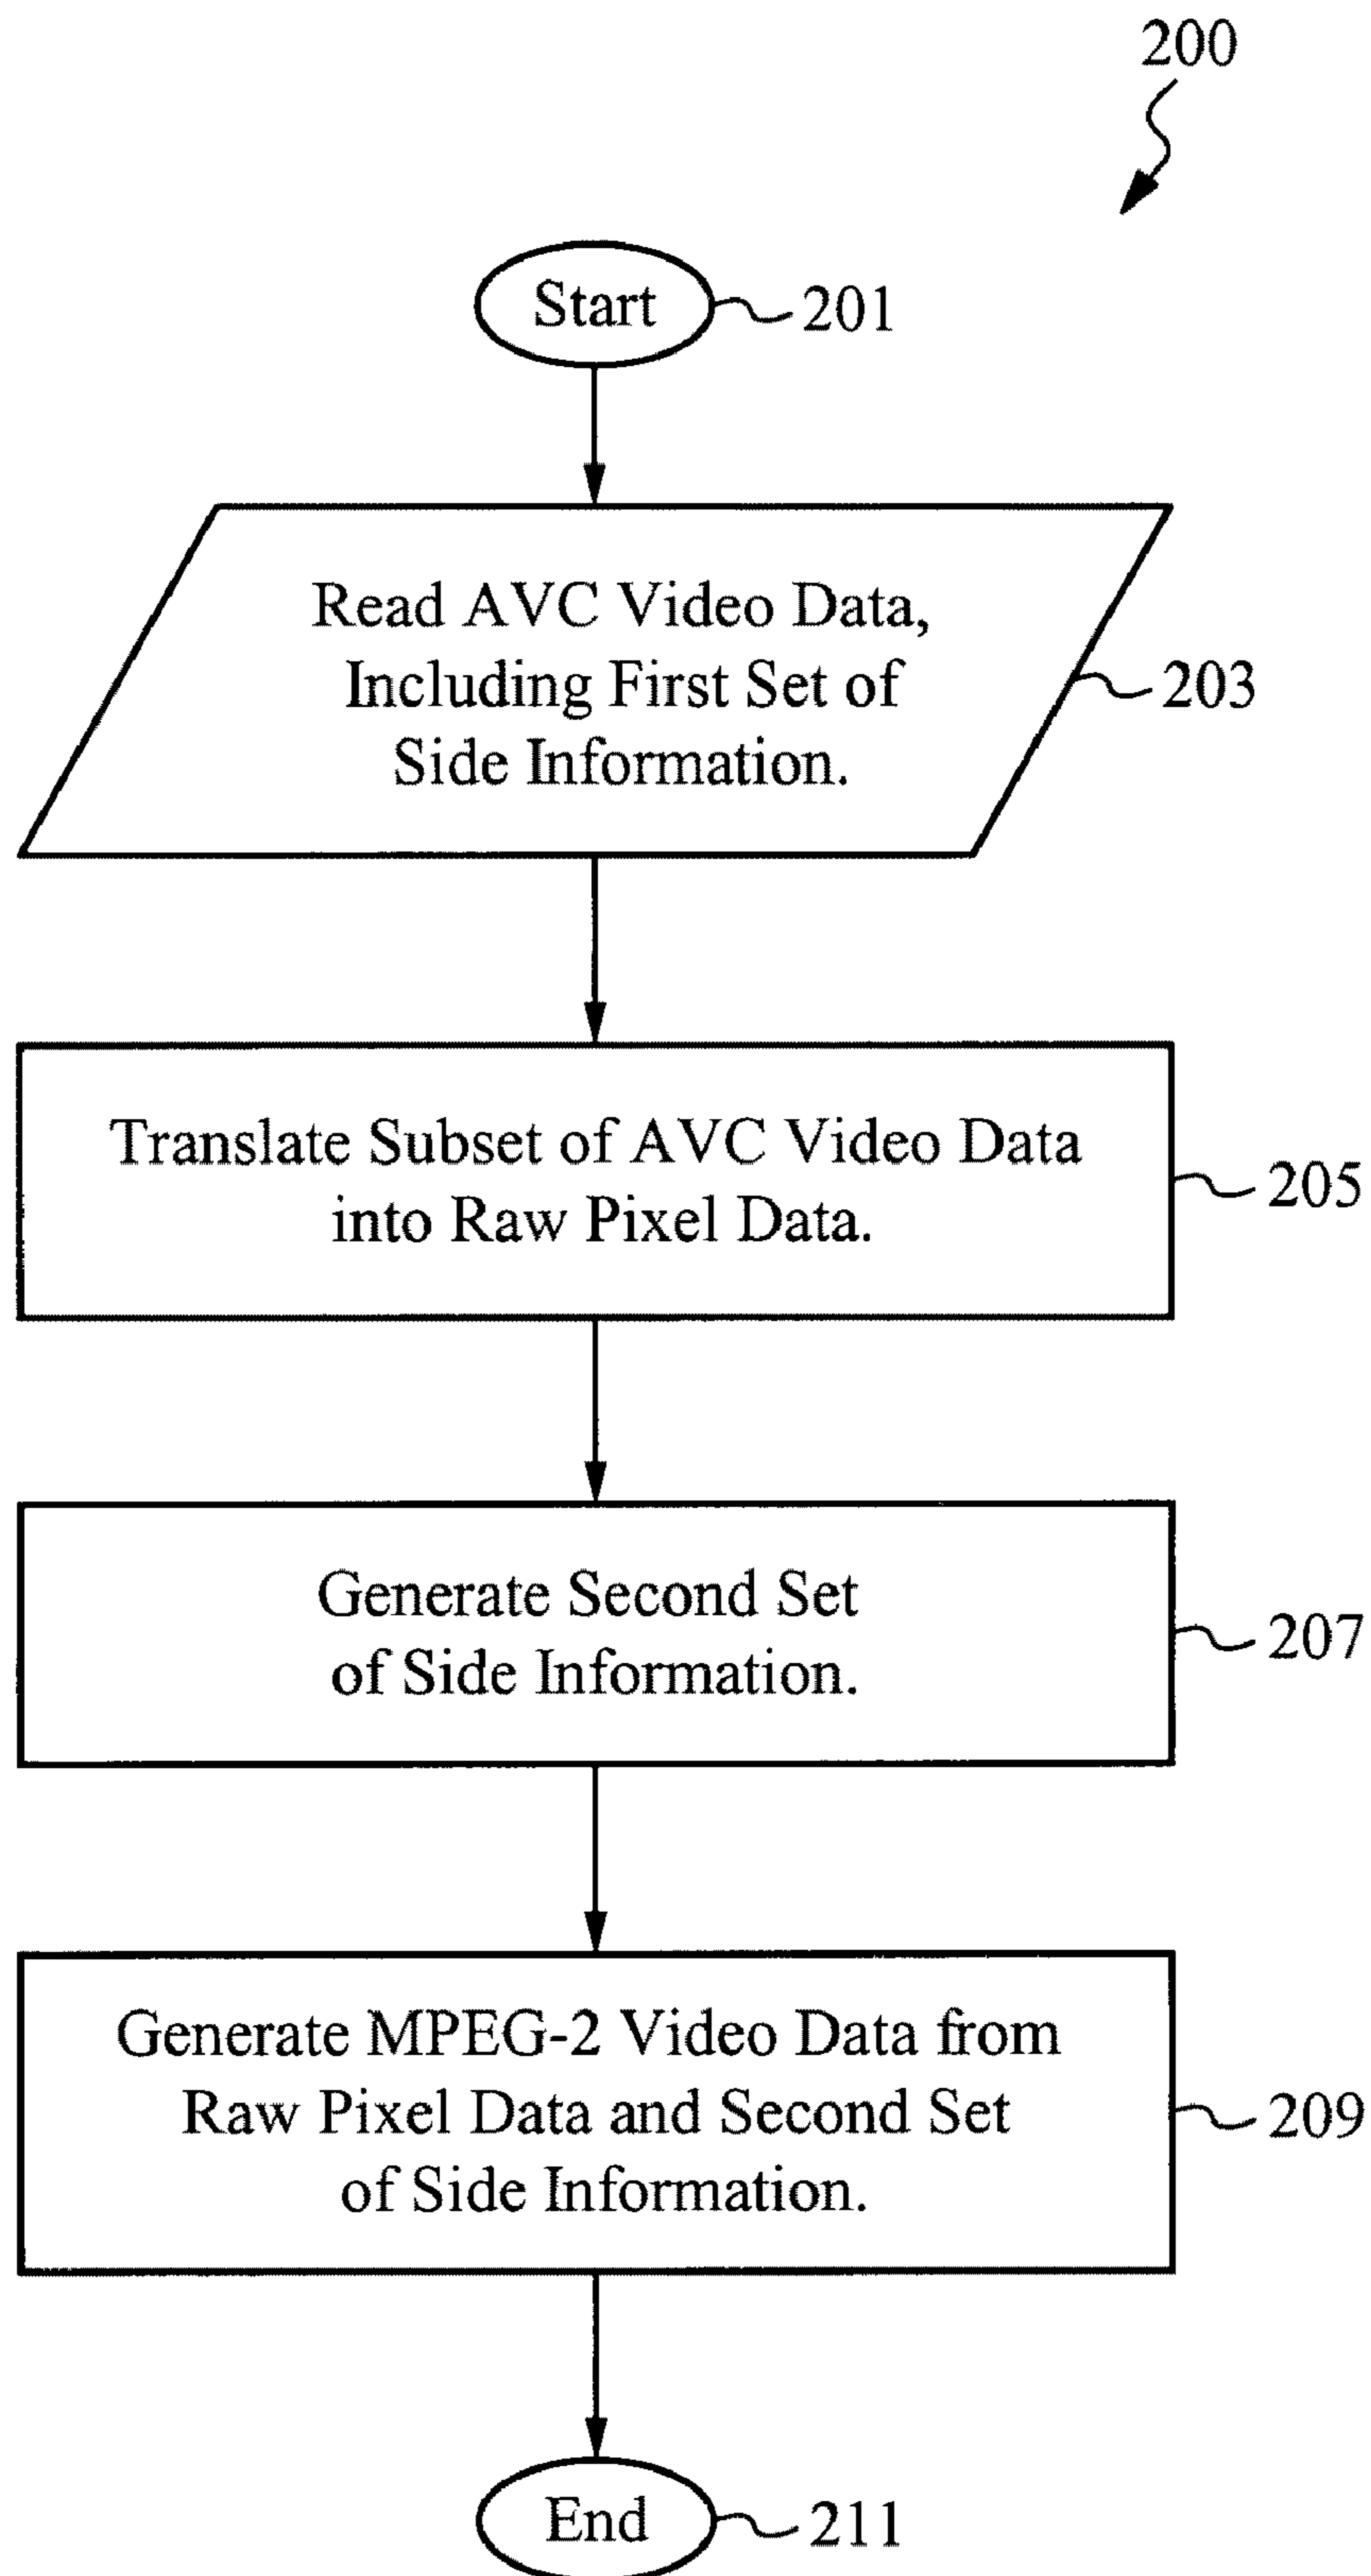 200
Start
201
Read AVC Video Data,
Including First Set of
Side Information.
203
Translate Subset of AVC Video Data
into Raw Pixel Data.
205
Generate Second Set
of Side Information.
207
Generate MPEG-2 Video Data from
Raw Pixel Data and Second Set
of Side Information.
209
End
211